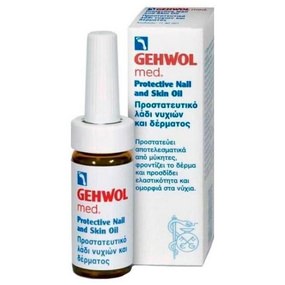 GEHWOL
med.
Protective Nail
and Skin Oil
Προστατευτικό
λάδι νυχιών
και δέρματος
Προστατεύει
αποτελεσματικά
από μύκητες,
φροντίζει το δέρμα
και προσδίδει
ελαστικότητα και
ομορφιά στα νύχια.
GEHWOL
med.
Protective Nail
and Skin Oil
Προστατευτικό
λάδι νυχιών και
δέρματος